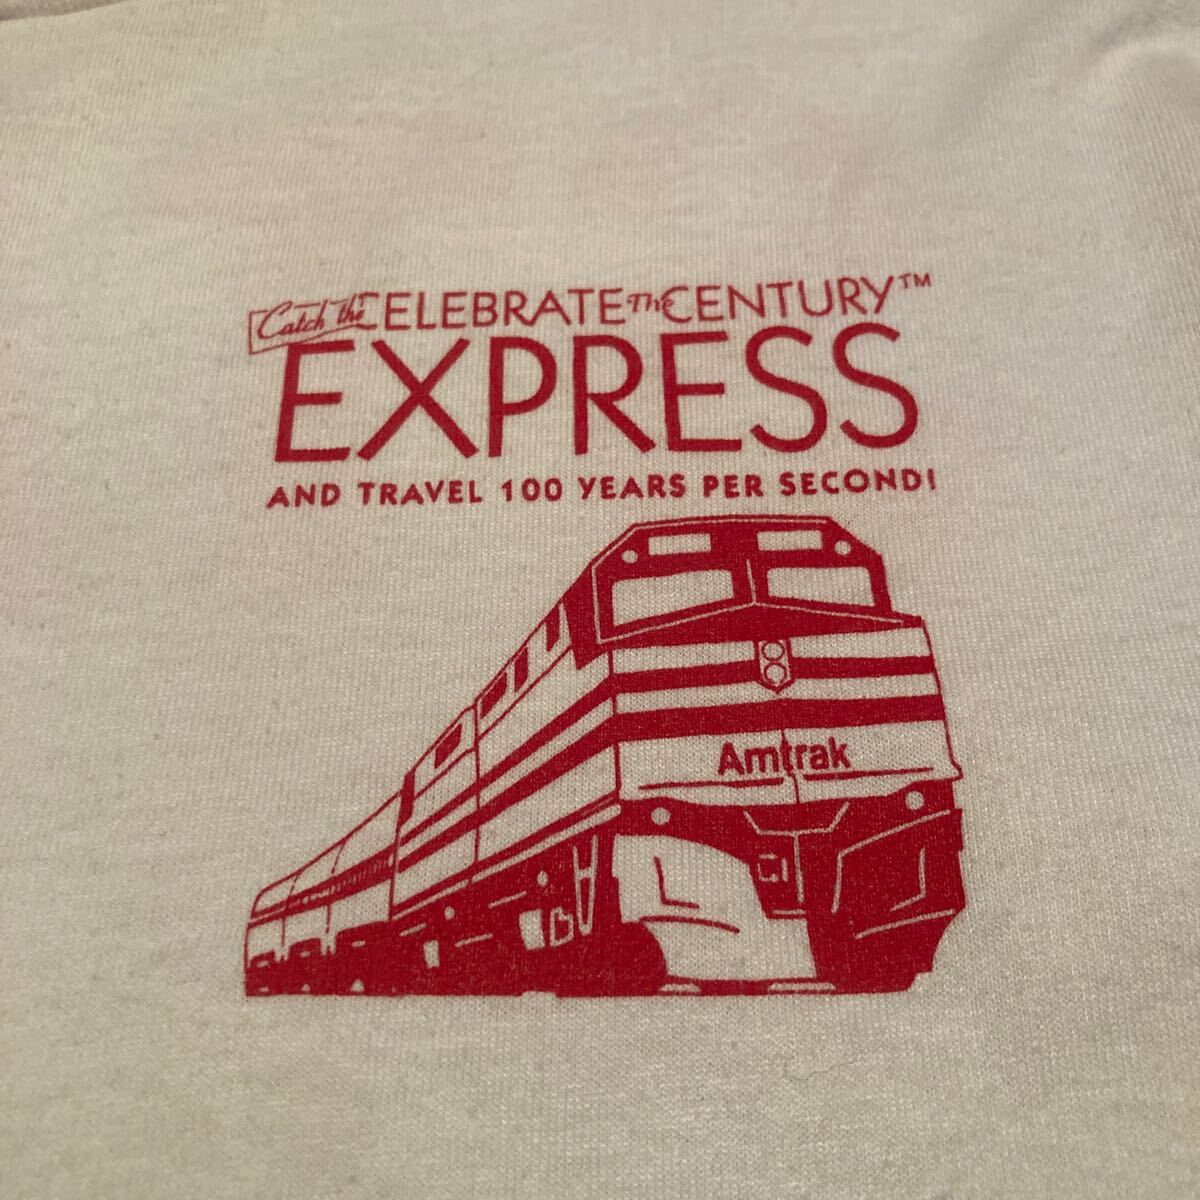 Catch the CELEBRATE The CENTURY™
EXPRESS
AND TRAVEL 100 YEARS PER SECOND!
Amtrak